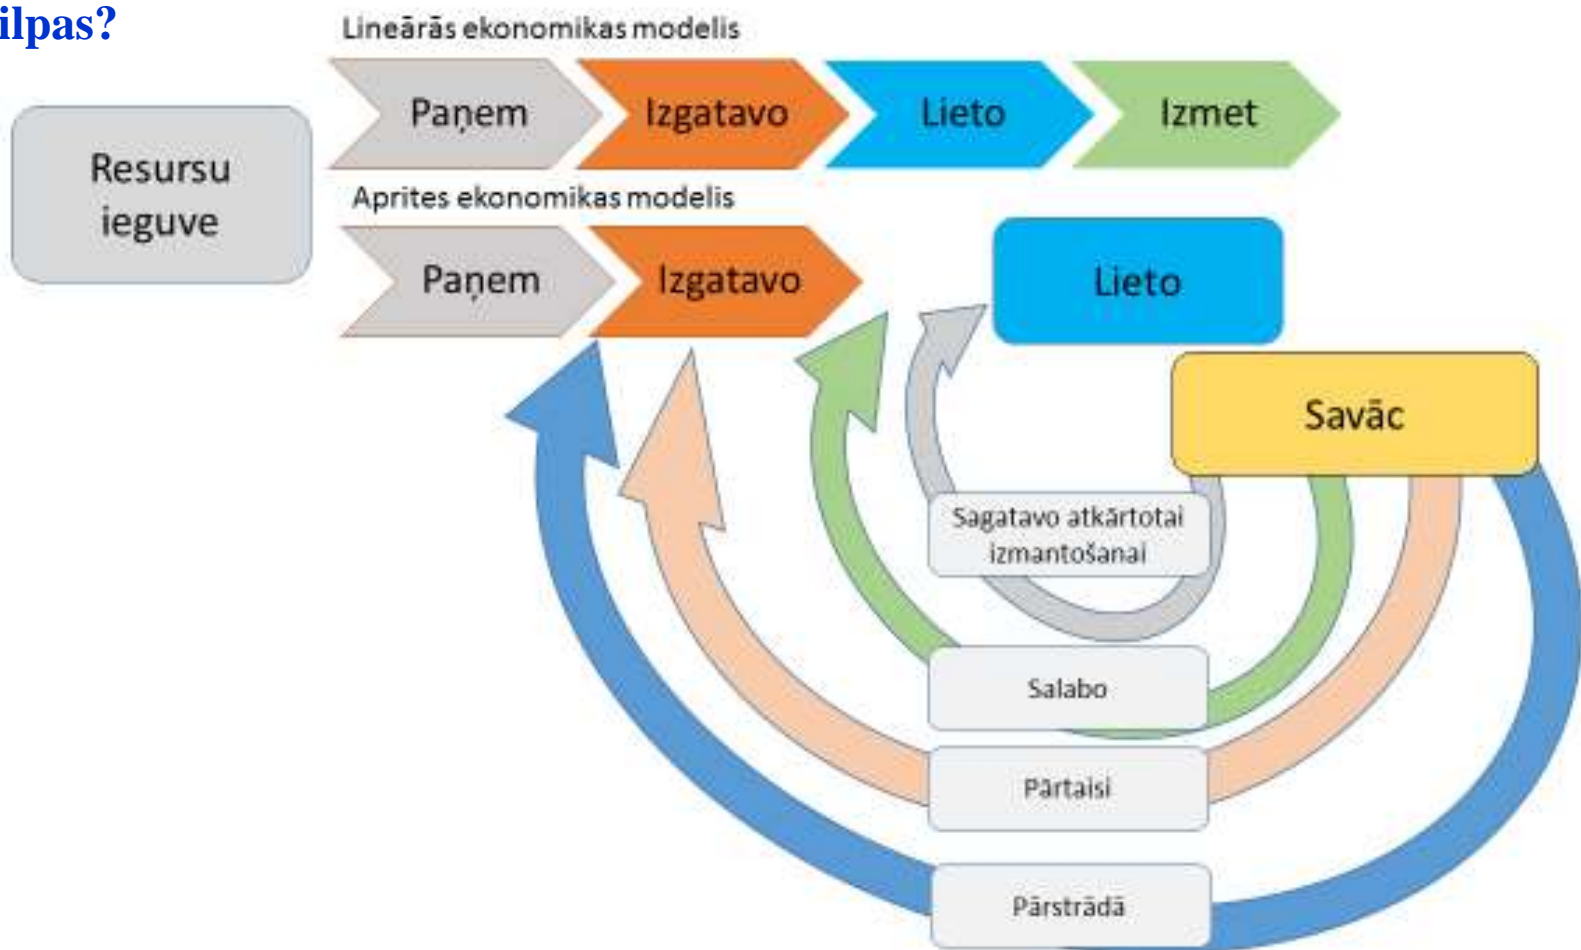 ilpas?
Lineārās ekonomikas modelis
Paņem
Izgatavo
Lieto
Izmet
Resursu
ieguve
Aprites ekonomikas modelis
Paņem
Izgatavo
Lieto
Savāc
Sagatavo atkārtotai
izmantošanai
Salabo
Pārtaisi
Pārstrādā